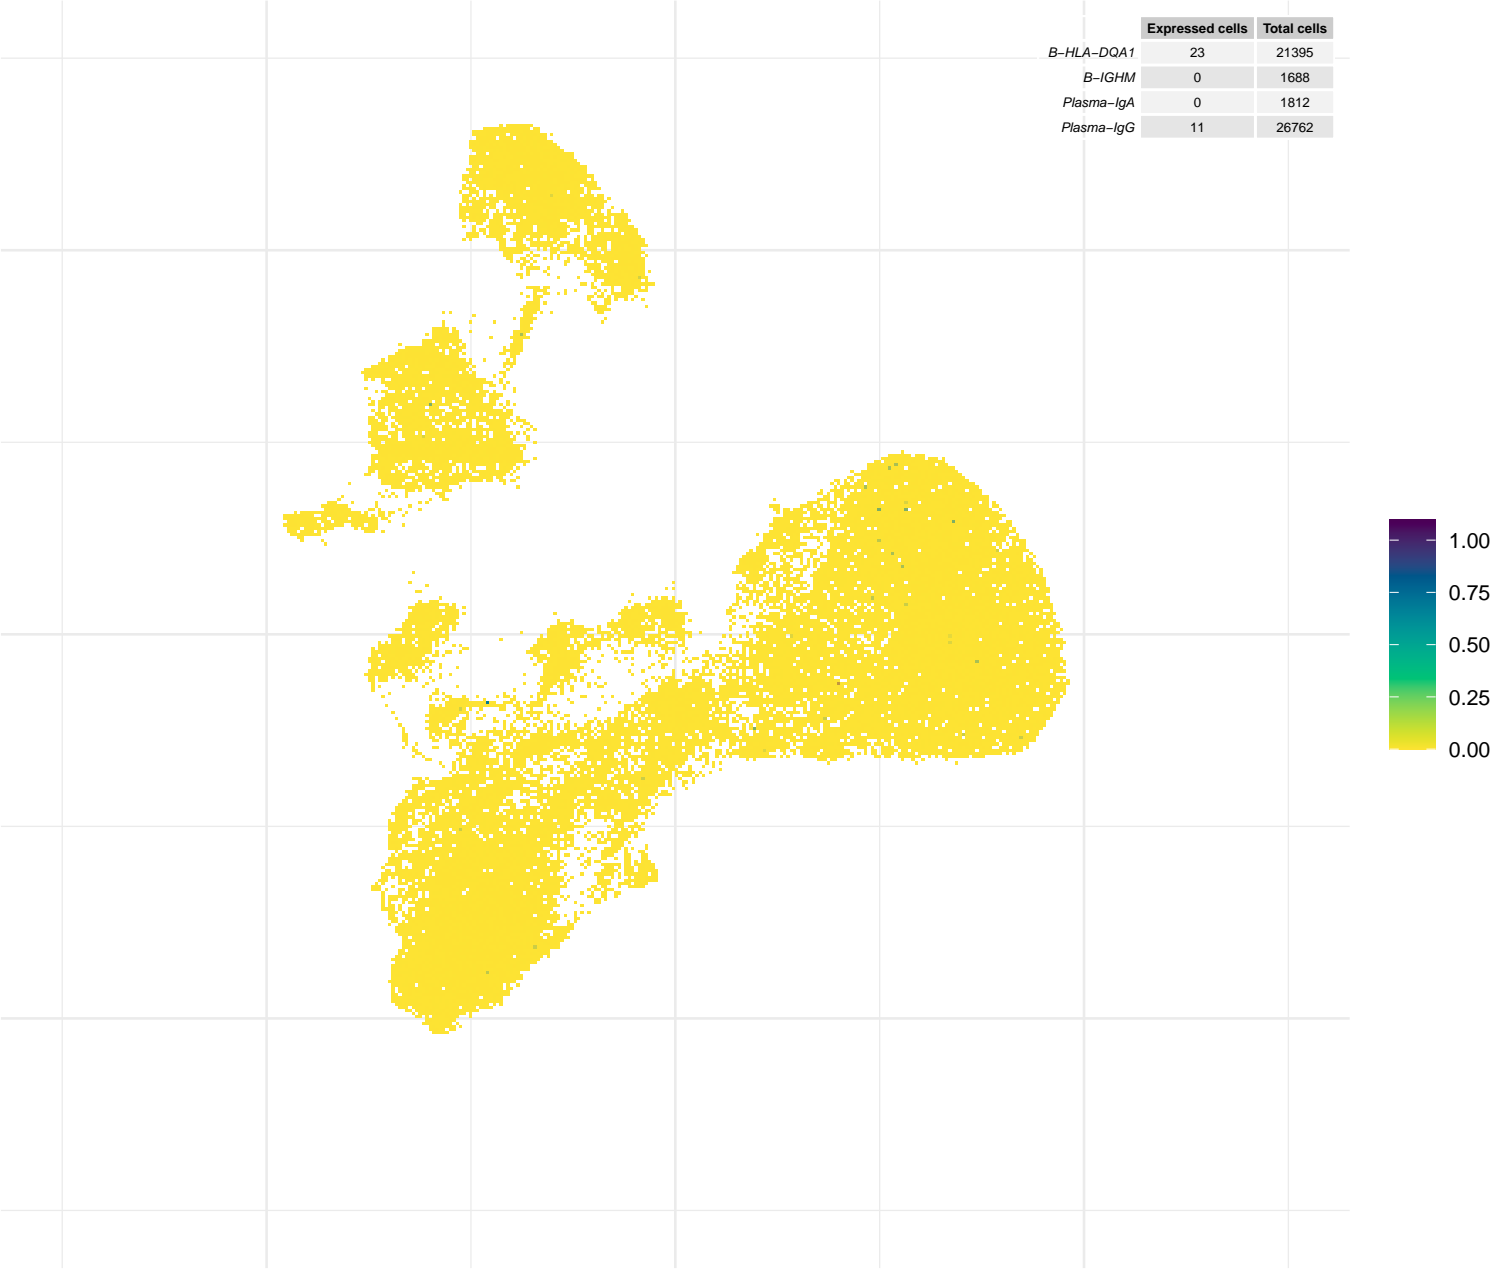 Expressed cells Total cells
B−HLA−DQA1 23 21395
B−IGHM 0 1688
Plasma−IgA 0 1812
Plasma−IgG 11 26762
1.00
0.75
0.50
0.25
0.00